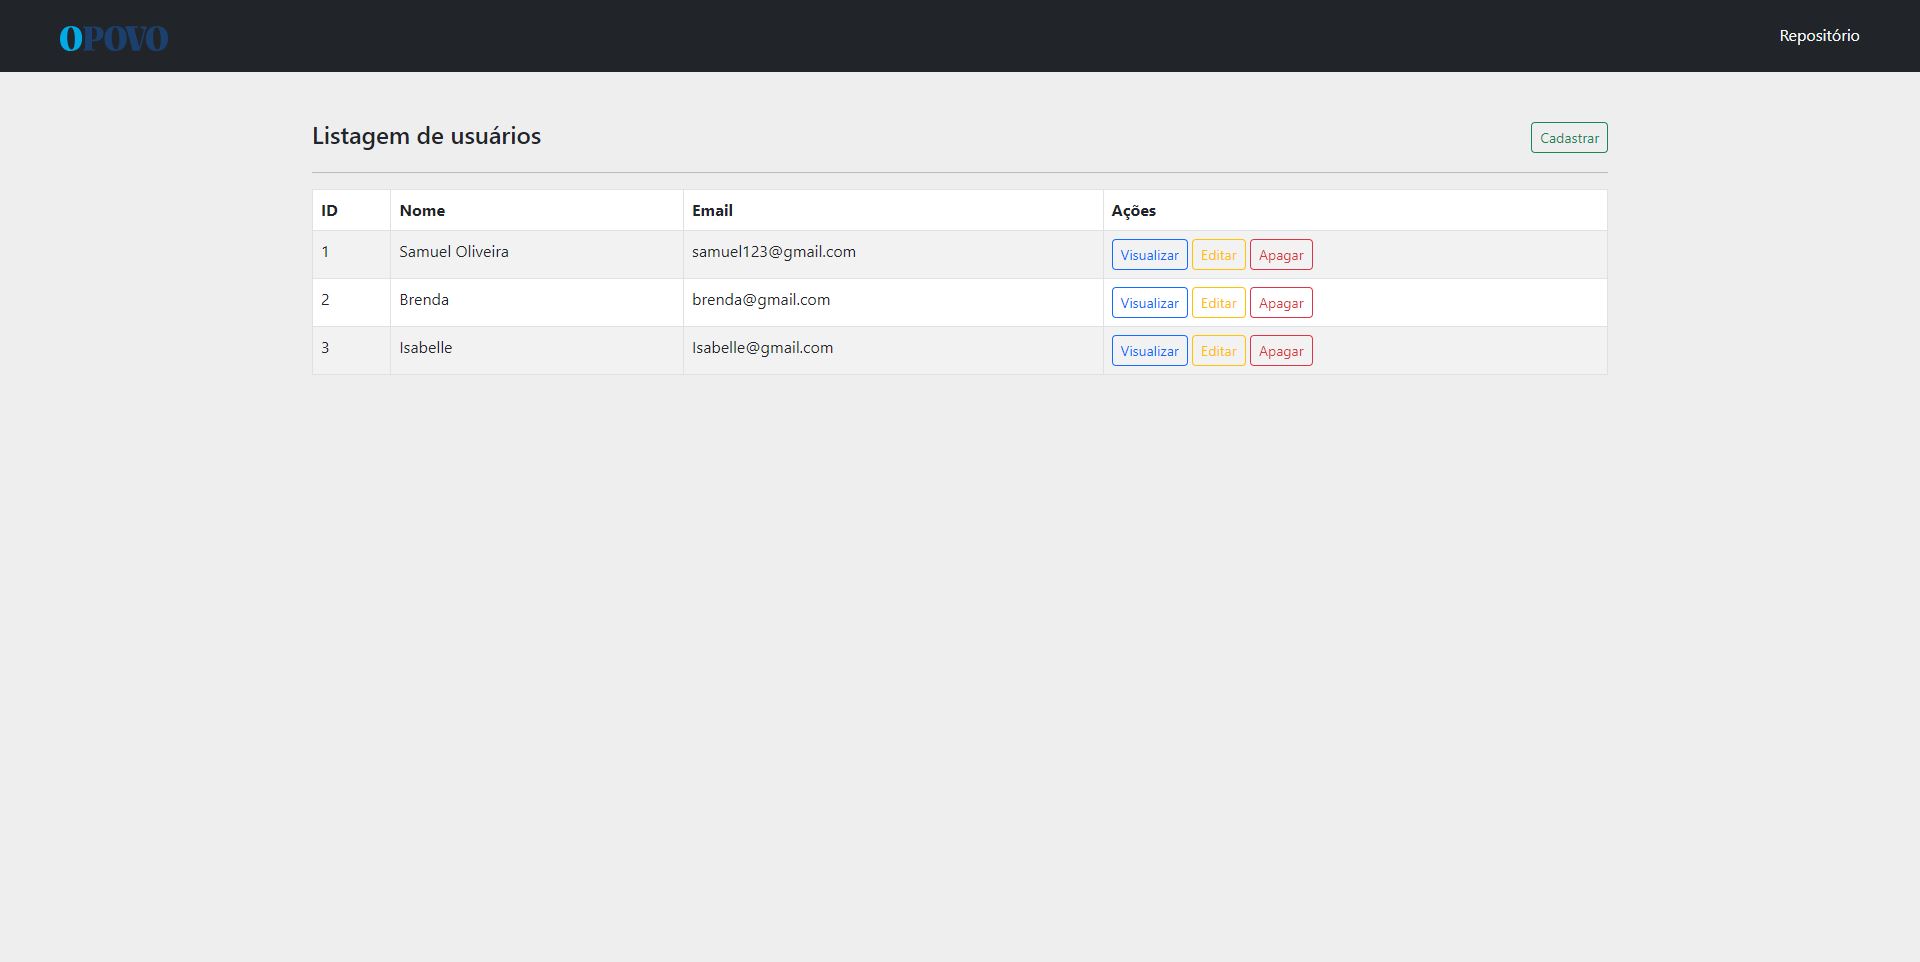 OPOVO
Repositório
Listagem de usuários
Cadastrar
ID Nome Email Ações
1 Samuel Oliveira samuel123@gmail.com Visualizar Editar Apagar
2 Brenda brenda@gmail.com Visualizar Editar Apagar
3 Isabelle Isabelle@gmail.com Visualizar Editar Apagar